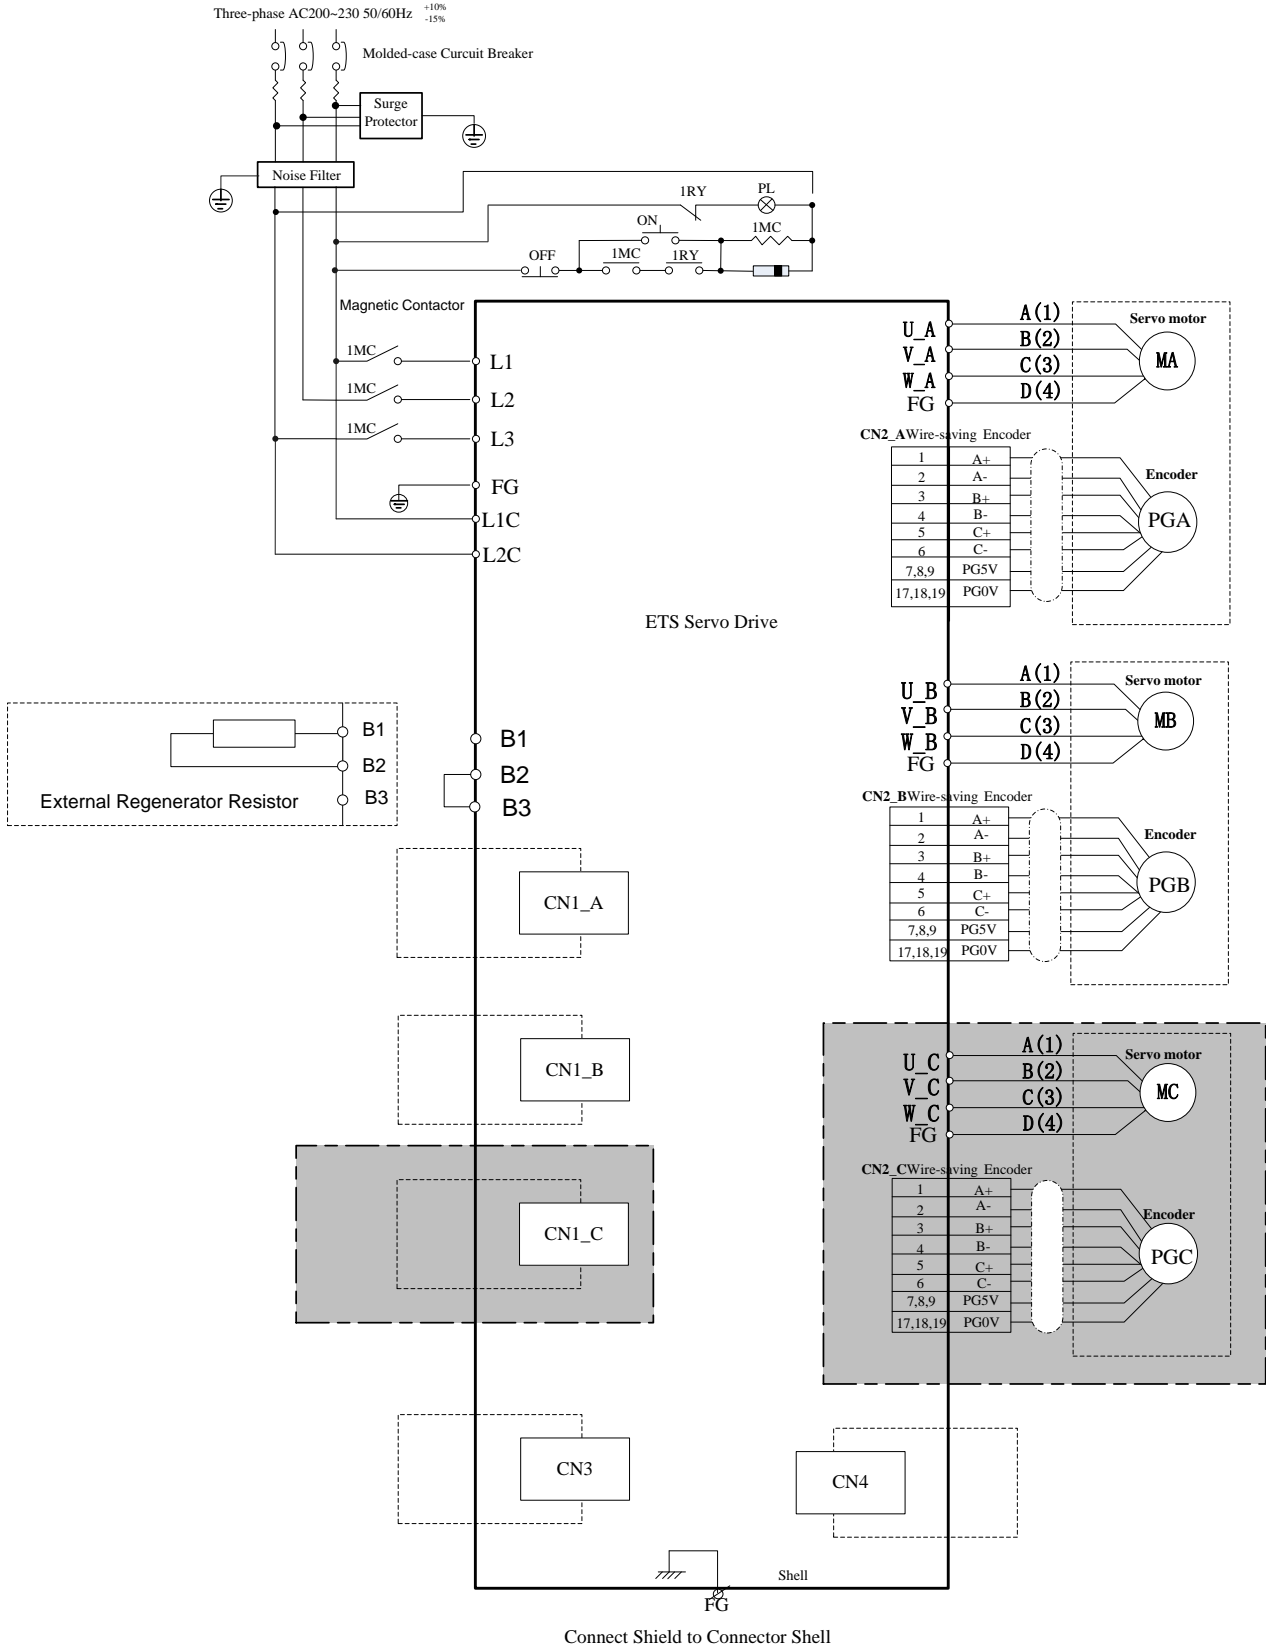 Three-phase AC200~230 50/60Hz +10%
-15%
Molded-case Curcuit Breaker
Surge
Protector
Noise Filter
1RY
PL
ON
1MC
OFF
1MC
1RY
Magnetic Contactor
1MC
L1
1MC
L2
1MC
L3
FG
L1C
L2C
ETS Servo Drive
U_A
V_A
W_A
FG
A(1)
B(2)
C(3)
D(4)
Servo motor
MA
CN2_AWire-saving Encoder
1 A+
2 A-
3 B+
4 B-
5 C+
6 C-
7,8,9 PG5V
17,18,19 PG0V
Encoder
PGA
B1
B2
B3
External Regenerator Resistor
B1
B2
B3
U_B
V_B
W_B
FG
A(1)
B(2)
C(3)
D(4)
Servo motor
MB
CN2_BWire-saving Encoder
1 A+
2 A-
3 B+
4 B-
5 C+
6 C-
7,8,9 PG5V
17,18,19 PG0V
Encoder
PGB
CN1_A
CN1_B
CN1_C
U_C
V_C
W_C
FG
A(1)
B(2)
C(3)
D(4)
Servo motor
MC
CN2_CWire-saving Encoder
1 A+
2 A-
3 B+
4 B-
5 C+
6 C-
7,8,9 PG5V
17,18,19 PG0V
Encoder
PGC
CN3
CN4
Shell
FG
Connect Shield to Connector Shell